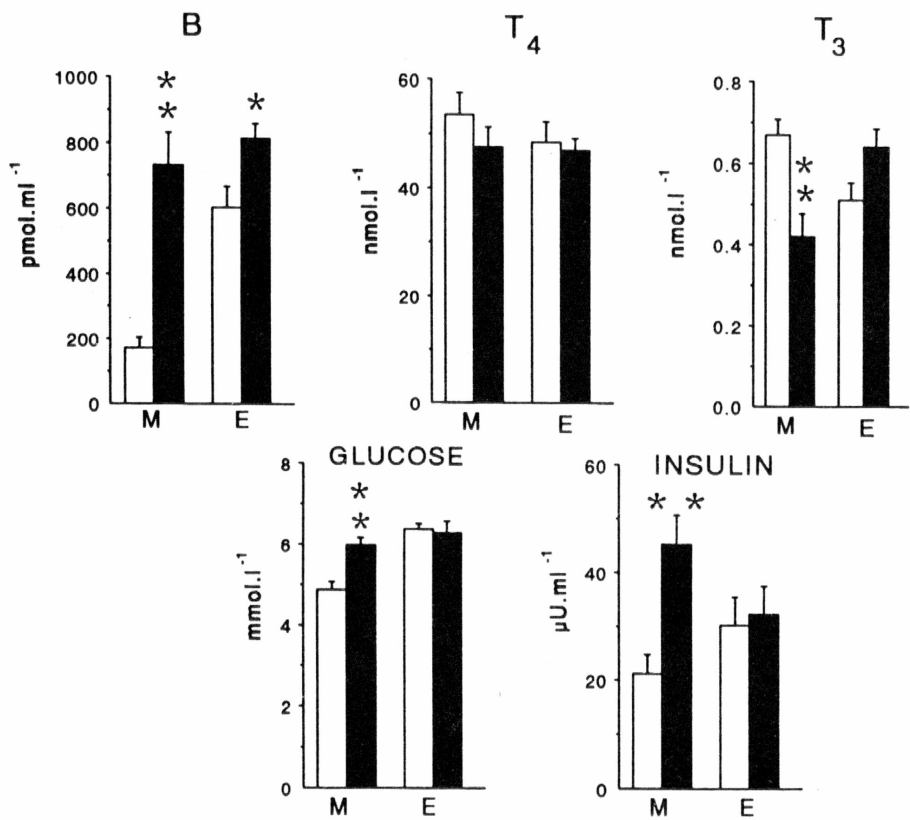 B
T4
T3
1000
800
600
400
200
0
pmol.ml-1
* *
*
M
E
60
40
20
0
nmol.l-1
M
E
0.8
0.6
0.4
0.2
0.0
nmol.l-1
* *
M
E
GLUCOSE
8
6
4
2
0
mmol.l-1
* *
M
E
INSULIN
60
40
20
0
µU.ml-1
* *
M
E